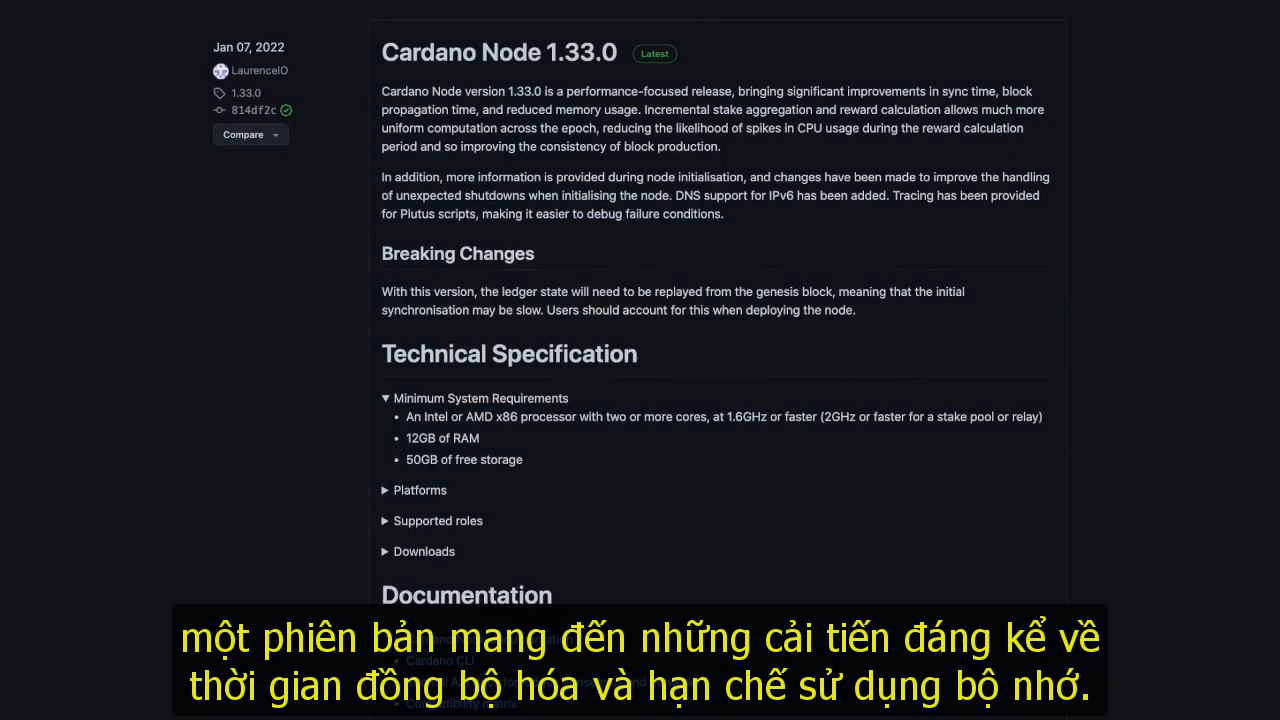 Jan 07, 2022
LaurenceIO
1.33.0
814df2c
Compare
Cardano Node 1.33.0 Latest
Cardano Node version 1.33.0 is a performance-focused release, bringing significant improvements in sync time, block
propagation time, and reduced memory usage. Incremental stake aggregation and reward calculation allows much more
uniform computation across the epoch, reducing the likelihood of spikes in CPU usage during the reward calculation
period and so improving the consistency of block production.
In addition, more information is provided during node initialisation, and changes have been made to improve the handling
of unexpected shutdowns when initialising the node. DNS support for IPv6 has been added. Tracing has been provided
for Plutus scripts, making it easier to debug failure conditions.
Breaking Changes
With this version, the ledger state will need to be replayed from the genesis block, meaning that the initial
synchronisation may be slow. Users should account for this when deploying the node.
Technical Specification
Minimum System Requirements
• An Intel or AMD x86 processor with two or more cores, at 1.6GHz or faster (2GHz or faster for a stake pool or relay)
• 12GB of RAM
• 50GB of free storage
Platforms
Supported roles
Downloads
Documentation
• Cardano CLI
Compatibility matrix
một phiên bản mang đến những cải tiến đáng kể về
thời gian đồng bộ hóa và hạn chế sử dụng bộ nhớ.